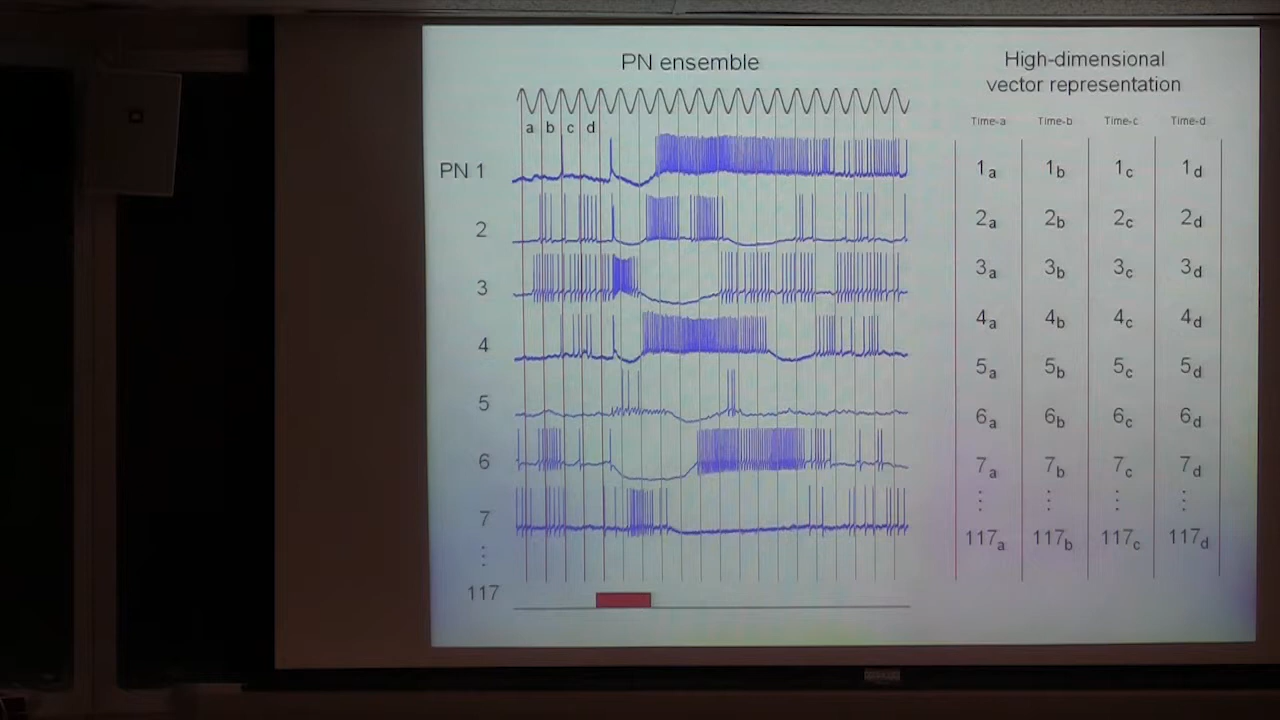 PN ensemble
a b c d
PN 1
2
3
4
5
6
7
⋮
117
High-dimensional
vector representation
Time-a Time-b Time-c Time-d
1a 1b 1c 1d
2a 2b 2c 2d
3a 3b 3c 3d
4a 4b 4c 4d
5a 5b 5c 5d
6a 6b 6c 6d
7a 7b 7c 7d
⋮ ⋮ ⋮ ⋮
117a 117b 117c 117d